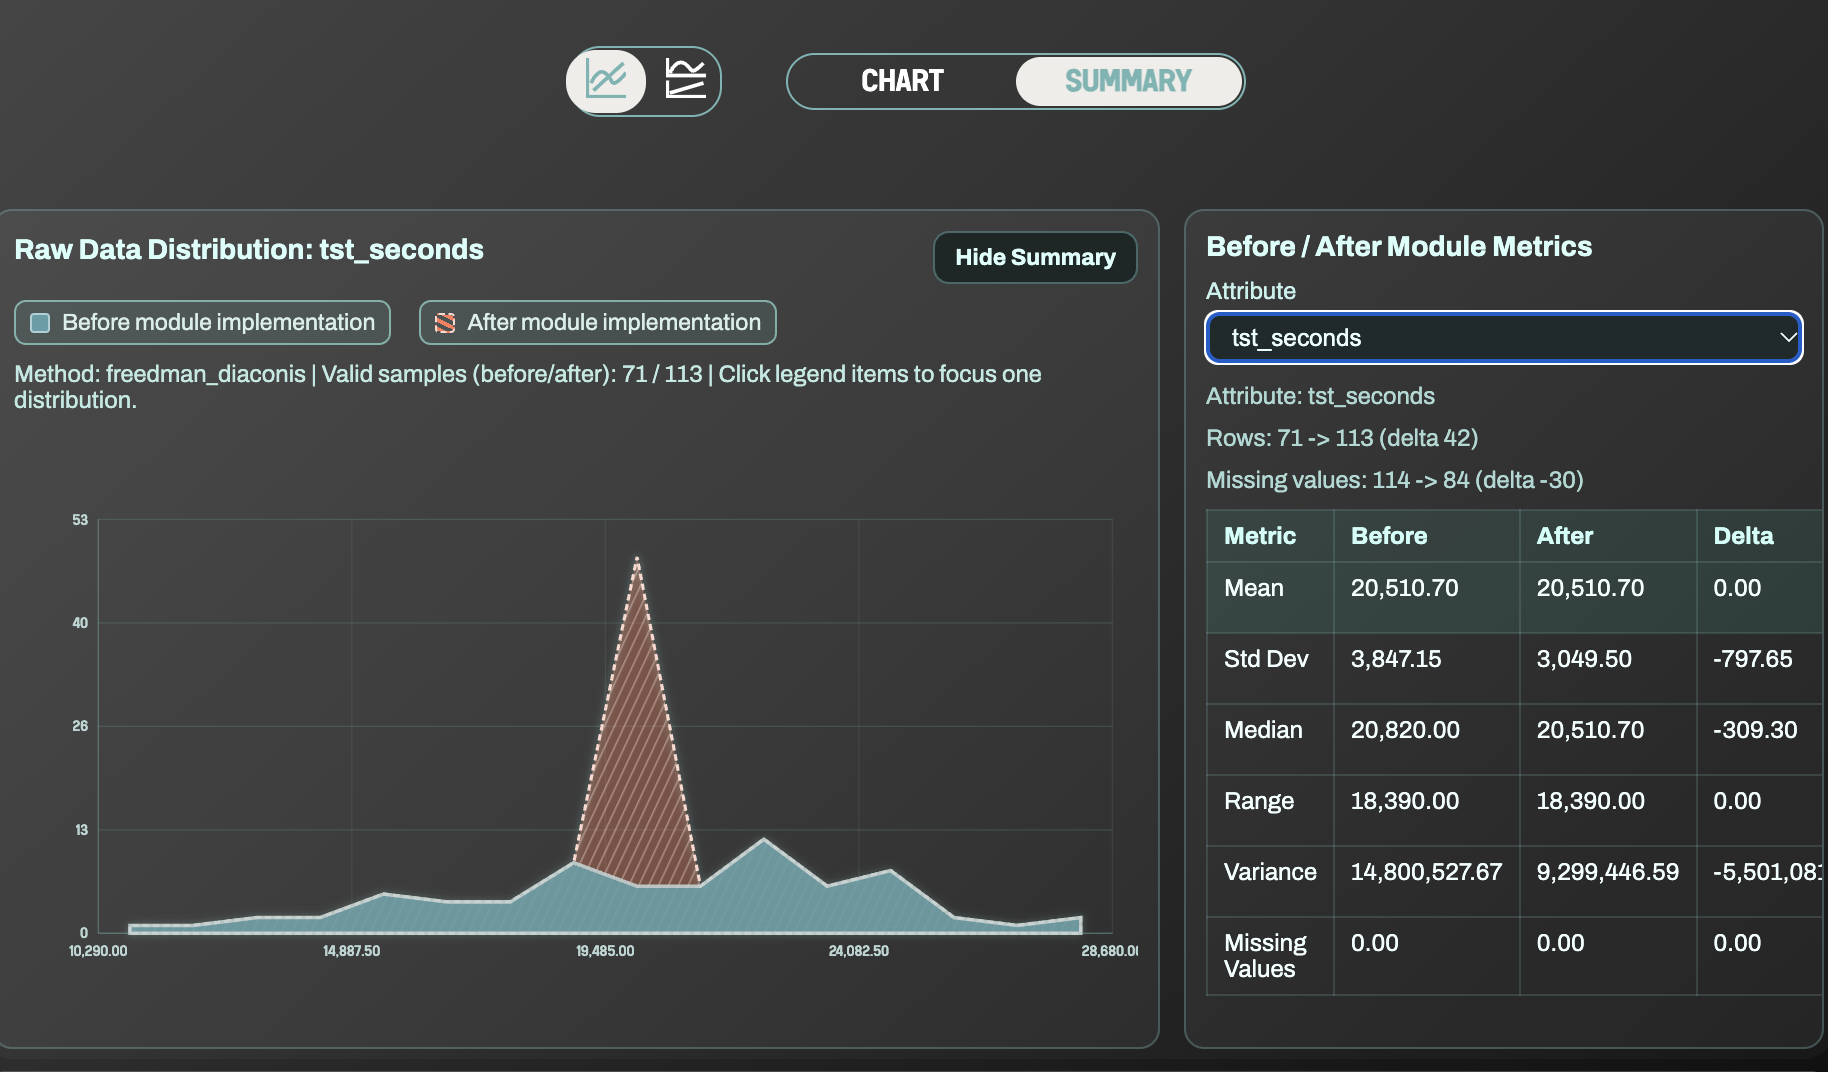 CHART
SUMMARY
Raw Data Distribution: tst_seconds
Hide Summary
Before module implementation
After module implementation
Method: freedman_diaconis | Valid samples (before/after): 71 / 113 | Click legend items to focus one
distribution.
53
40
26
13
0
10,290.00
14,887.50
19,485.00
24,082.50
28,680.0
Before / After Module Metrics
Attribute
tst_seconds
Attribute: tst_seconds
Rows: 71 -> 113 (delta 42)
Missing values: 114 -> 84 (delta -30)
Metric Before After Delta
Mean 20,510.70 20,510.70 0.00
Std Dev 3,847.15 3,049.50 -797.65
Median 20,820.00 20,510.70 -309.30
Range 18,390.00 18,390.00 0.00
Variance 14,800,527.67 9,299,446.59 -5,501,081
Missing 0.00 0.00 0.00
Values